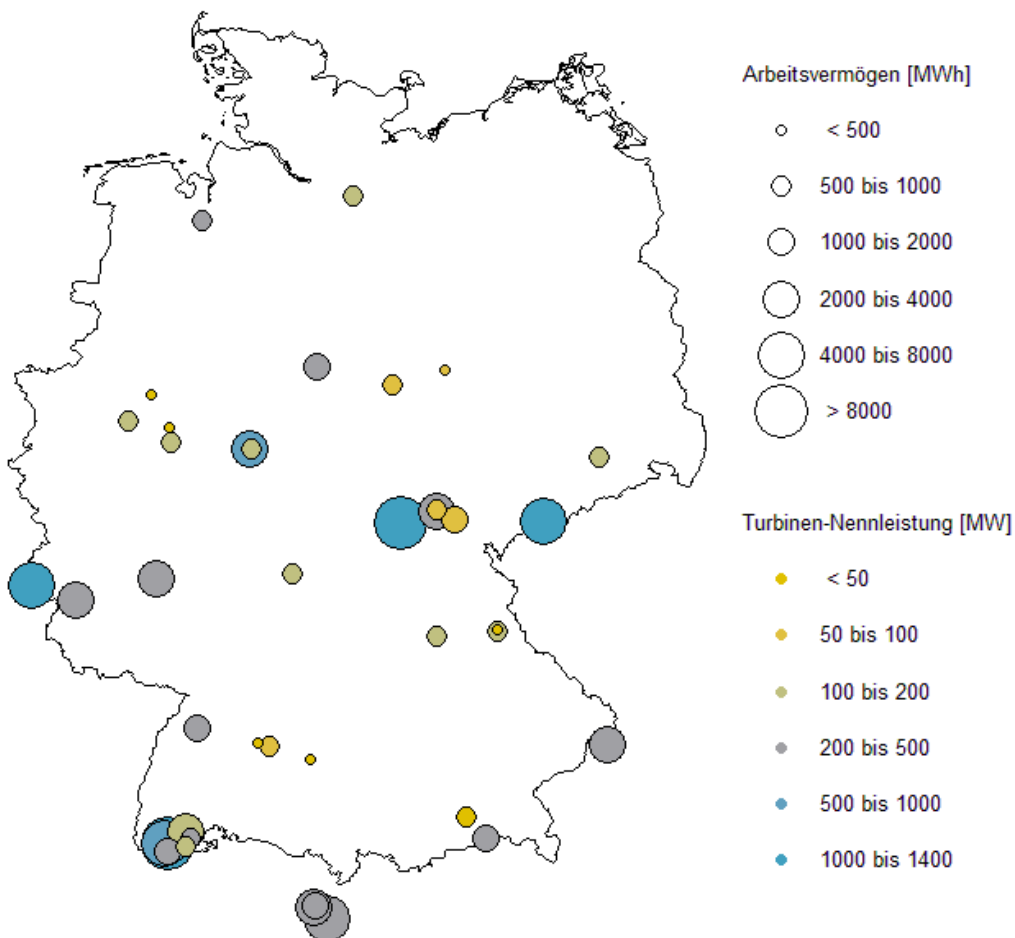 Arbeitsvermögen [MWh]
< 500
500 bis 1000
1000 bis 2000
2000 bis 4000
4000 bis 8000
> 8000
Turbinen-Nennleistung [MW]
< 50
50 bis 100
100 bis 200
200 bis 500
500 bis 1000
1000 bis 1400